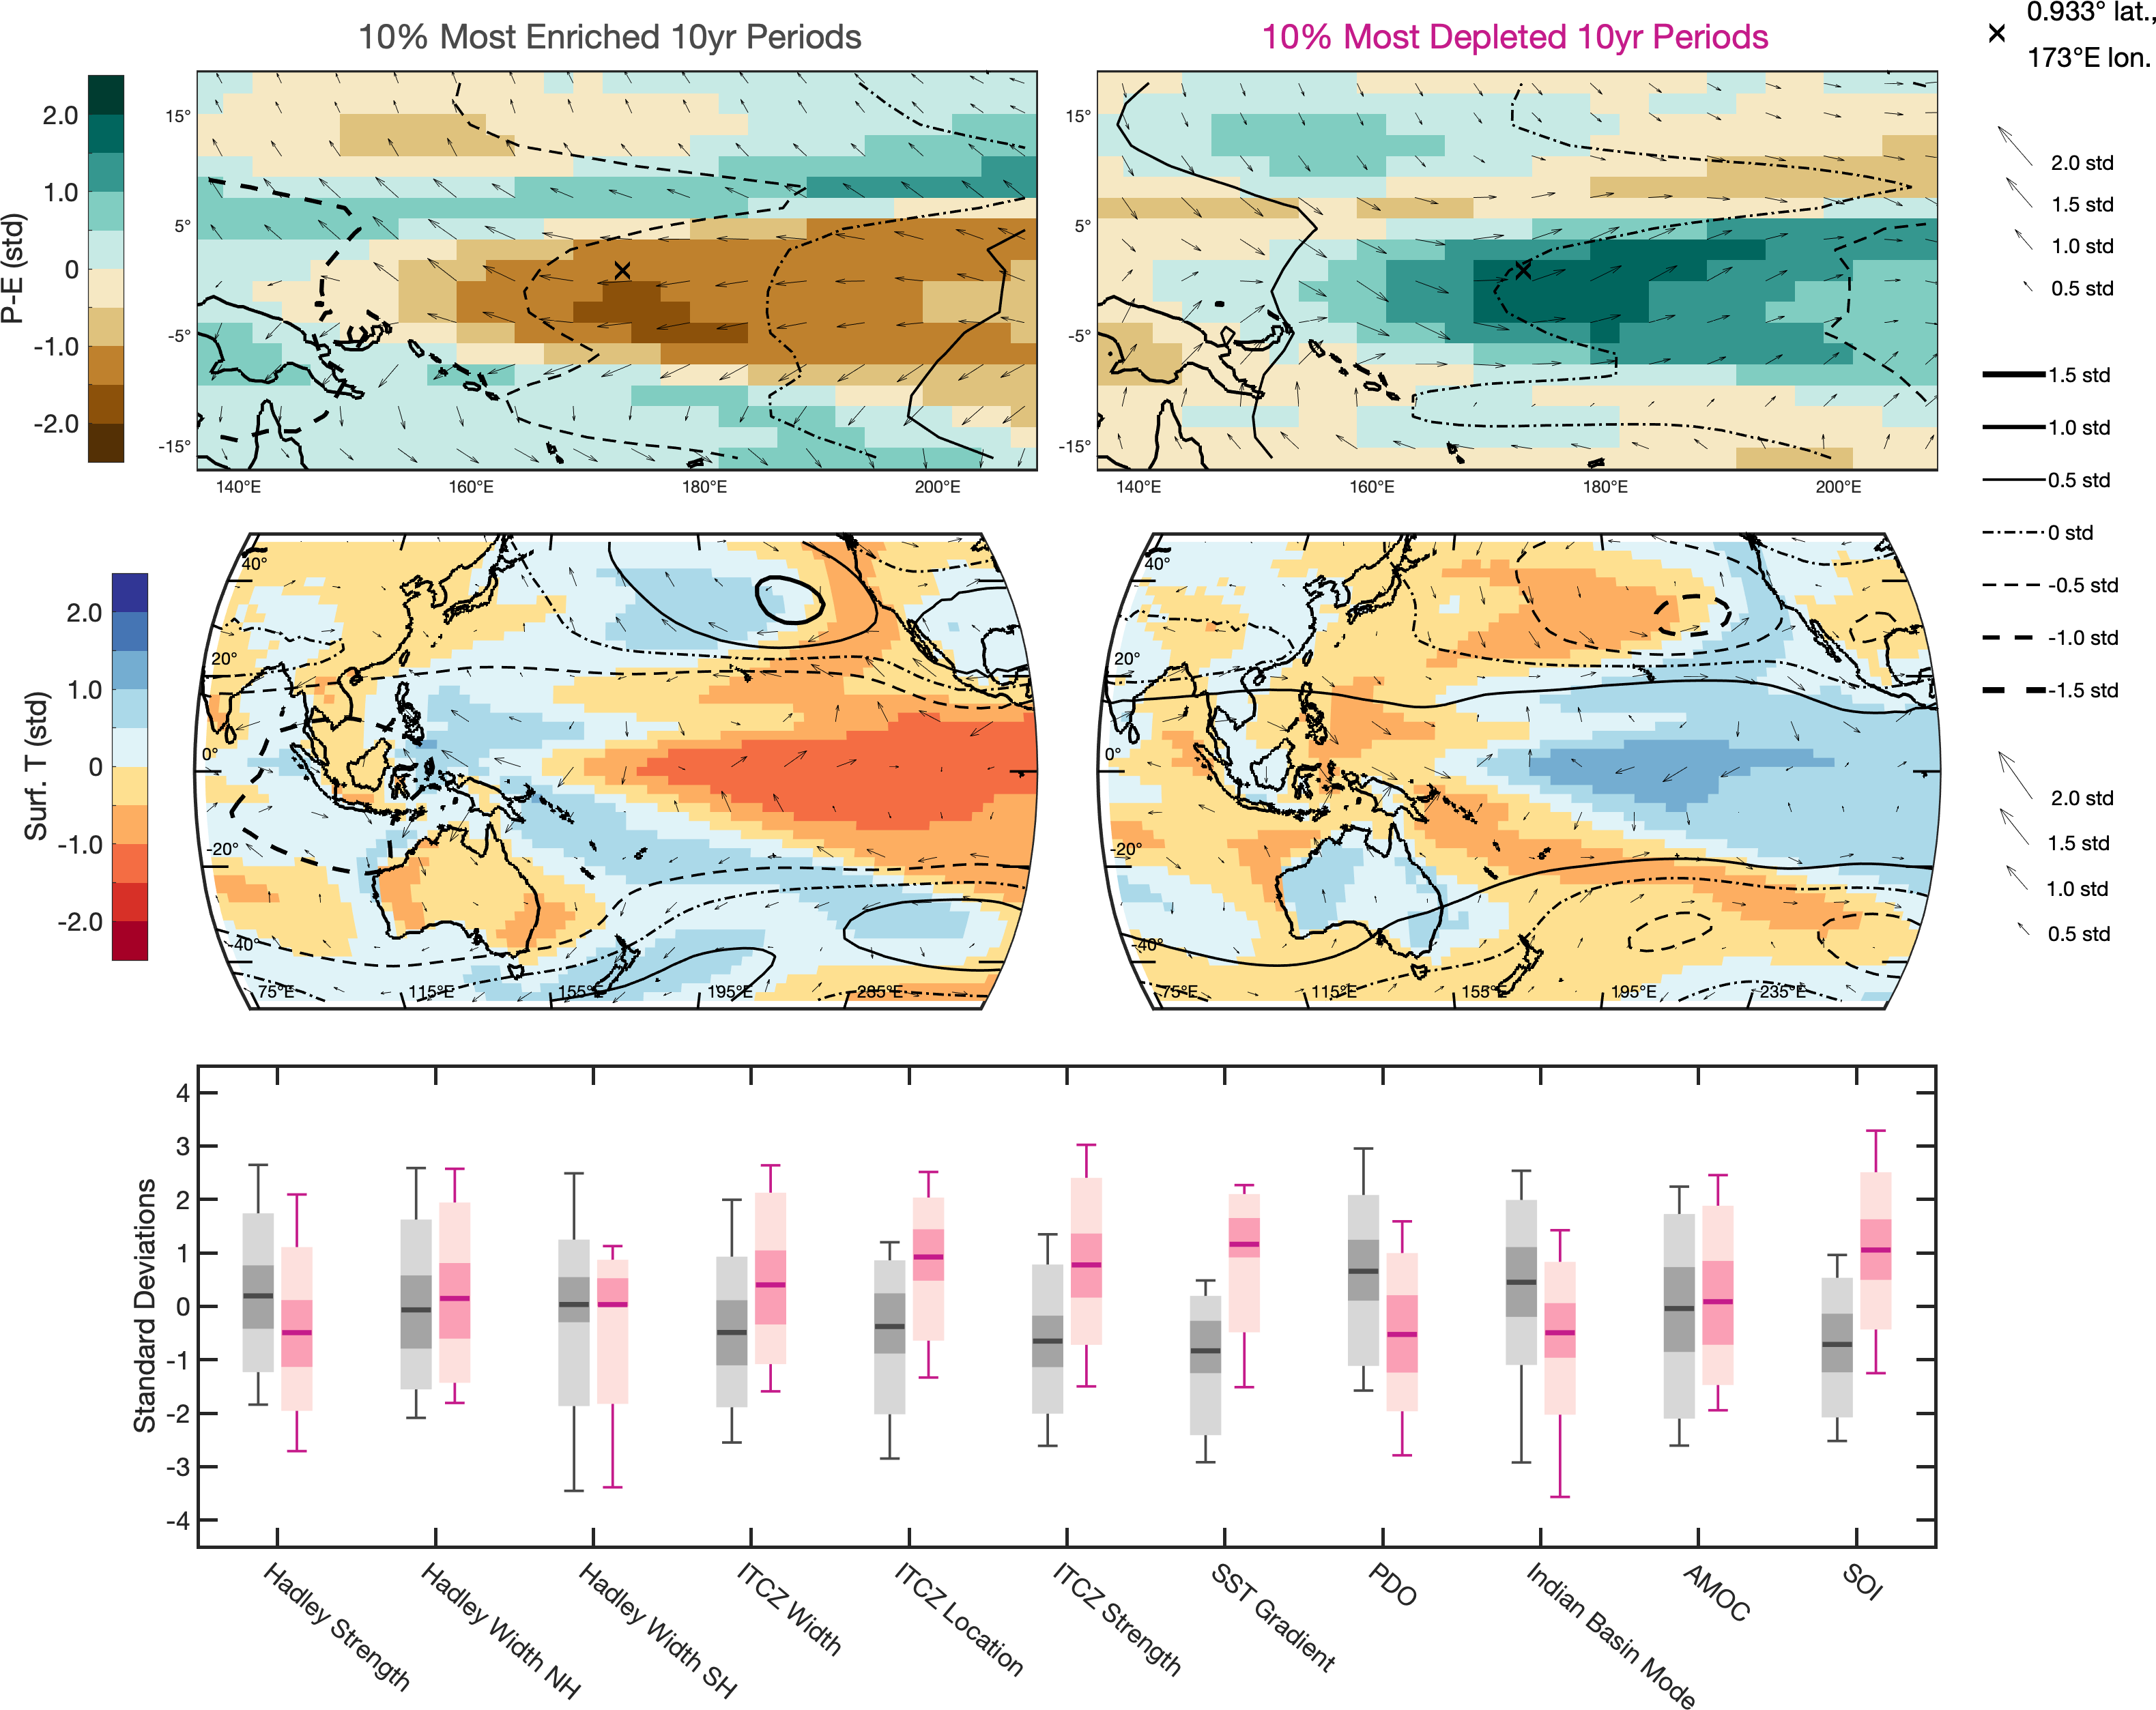 10% Most Enriched 10yr Periods
10% Most Depleted 10yr Periods
0.933° lat.,
173°E lon.
P-E (std)
2.0
1.0
0
-1.0
-2.0
15°
5°
-5°
-15°
140°E 160°E 180°E 200°E
15°
5°
-5°
-15°
140°E 160°E 180°E 200°E
2.0 std
1.5 std
1.0 std
0.5 std
1.5 std
1.0 std
0.5 std
0 std
-0.5 std
-1.0 std
-1.5 std
Surf. T (std)
2.0
1.0
0
-1.0
-2.0
40°
20°
0°
-20°
-40°
75°E 115°E 155°E 195°E 235°E
40°
20°
0°
-20°
-40°
75°E 115°E 155°E 195°E 235°E
2.0 std
1.5 std
1.0 std
0.5 std
Standard Deviations
4
3
2
1
0
-1
-2
-3
-4
Hadley Strength
Hadley Width NH
Hadley Width SH
ITCZ Width
ITCZ Location
ITCZ Strength
SST Gradient
PDO
Indian Basin Mode
AMOC
SOI